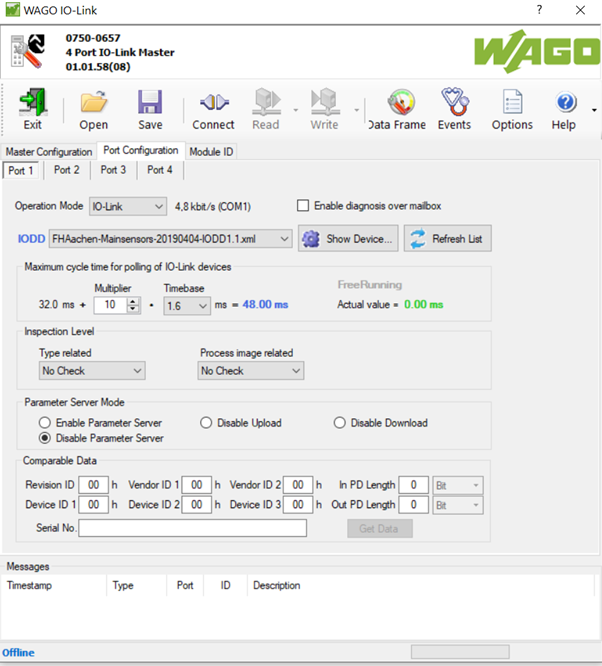 WAGO IO-Link ?
0750-0657
4 Port IO-Link Master
01.01.58(08)
WAGO
Exit Open Save Connect Read Write Data Frame Events Options Help
Master Configuration Port Configuration Module ID
Port 1 Port 2 Port 3 Port 4
Operation Mode IO-Link 4,8 kbit/s (COM1) Enable diagnosis over mailbox
IODD FHAachen-Mainsensors-20190404-IODD1.1.xml Show Device... Refresh List
Maximum cycle time for polling of IO-Link devices
Multiplier Timebase FreeRunning
32.0 ms + 10 • 1.6 ms = 48.00 ms Actual value = 0.00 ms
Inspection Level
Type related Process image related
No Check No Check
Parameter Server Mode
Enable Parameter Server Disable Upload Disable Download
Disable Parameter Server
Comparable Data
Revision ID 00 h Vendor ID 1 00 h Vendor ID 2 00 h In PD Length 0 Bit
Device ID 1 00 h Device ID 2 00 h Device ID 3 00 h Out PD Length 0 Bit
Serial No. Get Data
Messages
Timestamp Type Port ID Description
Offline